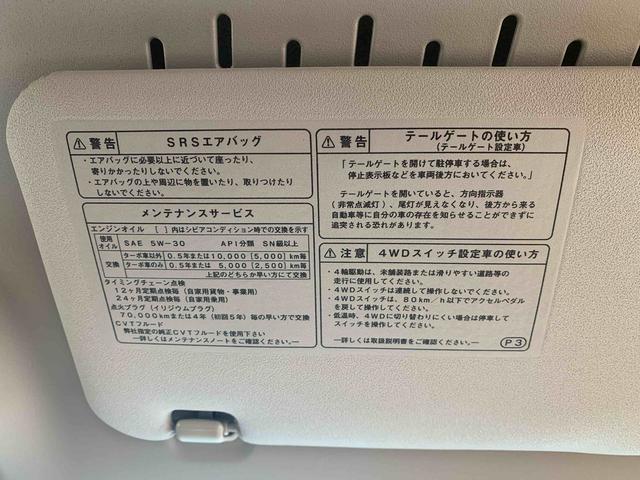 警告 SRSエアバッグ
・エアバッグに必要以上に近づいて座ったり、
寄りかかったりしないでください。
・エアバッグの上や周辺に物を置いたり、取りつけたり
しないでください。
メンテナンスサービス
エンジンオイル [ ]内はシビアコンディション時での交換を示す
使用オイル SAE 5W-30 API分類 SN級以上
交換 ターボ車以外 0.5年または10,000 [5,000] km毎
ターボ車のみ 0.5年または5,000 [2,500] km毎
上記のどちらか早い方にて交換
タイミングチェーン点検
12ヶ月定期点検毎(自家用貨物・事業用)
24ヶ月定期点検毎(自家用乗用)
点火プラグ(イリジウムプラグ)
70,000kmまたは4年(初回5年)毎の早い方で交換
CVTフルード
弊社指定の純正CVTフルードを使用下さい
―詳しくはメンテナンスノートをご確認ください。―
警告 テールゲートの使い方
(テールゲート設定車)
「テールゲートを開けて駐停車する場合は、
停止表示板などを車両後方においてください。」
テールゲートを開いていると、方向指示器
(非常点滅灯)、尾灯が見えなくなり、後方から来る
自動車等に自分の車の存在を知らせることができずに
追突される恐れがあります。
注意 4WDスイッチ設定車の使い方
・4輪駆動は、未舗装路または滑りやすい道路等の
走行に使用してください。
・4WDスイッチは連続して操作しないでください。
・4WDスイッチは、80km/h以下でアクセルペダル
を戻して操作してください。
・低温時、4WDに切り替わりにくい場合は停車して
スイッチを操作してください。
―詳しくは取扱説明書をご確認ください。― P3